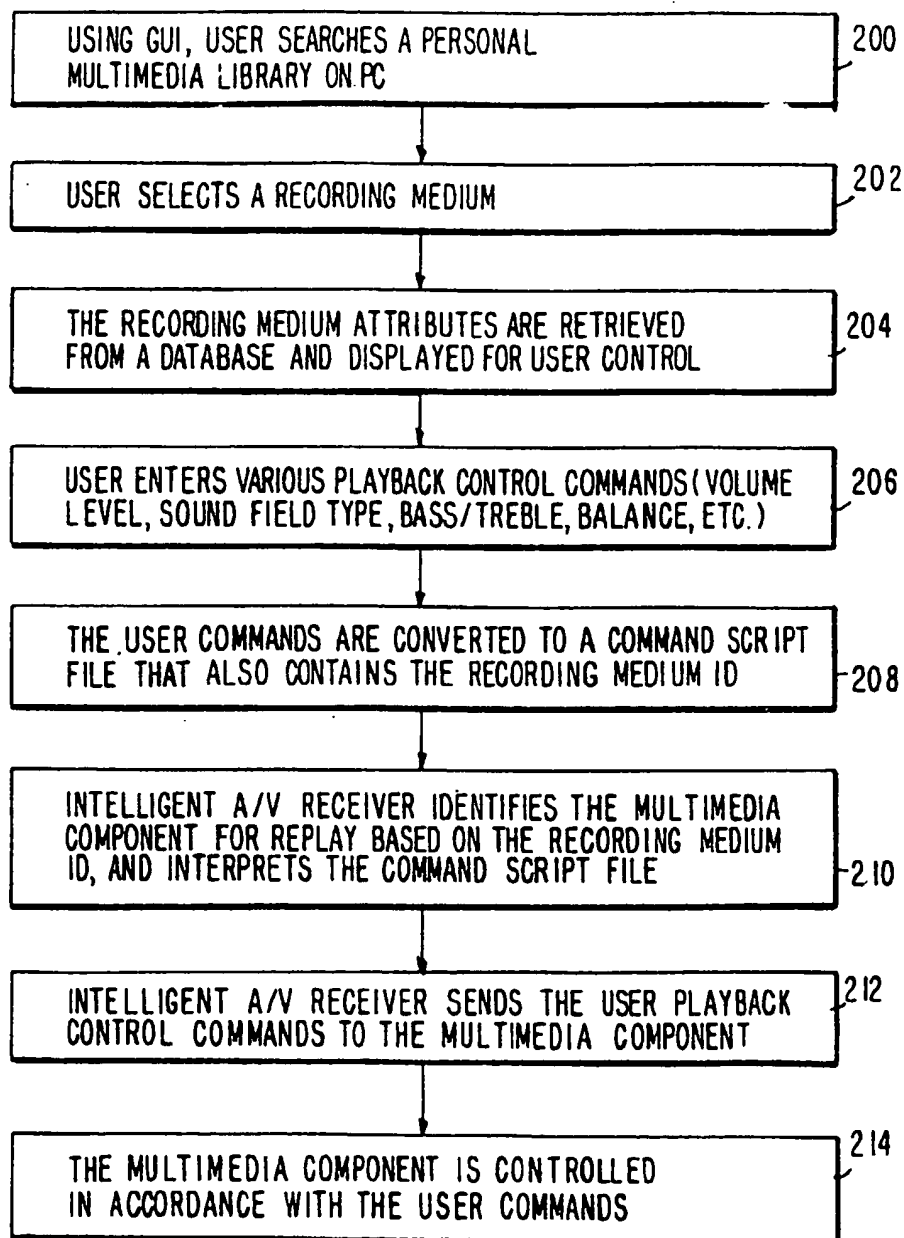 USING GUI, USER SEARCHES A PERSONAL
MULTIMEDIA LIBRARY ON PC
200
USER SELECTS A RECORDING MEDIUM
202
THE RECORDING MEDIUM ATTRIBUTES ARE RETRIEVED
FROM A DATABASE AND DISPLAYED FOR USER CONTROL
204
USER ENTERS VARIOUS PLAYBACK CONTROL COMMANDS (VOLUME
LEVEL, SOUND FIELD TYPE, BASS/TREBLE, BALANCE, ETC.)
206
THE USER COMMANDS ARE CONVERTED TO A COMMAND SCRIPT
FILE THAT ALSO CONTAINS THE RECORDING MEDIUM ID
208
INTELLIGENT A/V RECEIVER IDENTIFIES THE MULTIMEDIA
COMPONENT FOR REPLAY BASED ON THE RECORDING MEDIUM
ID, AND INTERPRETS THE COMMAND SCRIPT FILE
210
INTELLIGENT A/V RECEIVER SENDS THE USER PLAYBACK
CONTROL COMMANDS TO THE MULTIMEDIA COMPONENT
212
THE MULTIMEDIA COMPONENT IS CONTROLLED
IN ACCORDANCE WITH THE USER COMMANDS
214